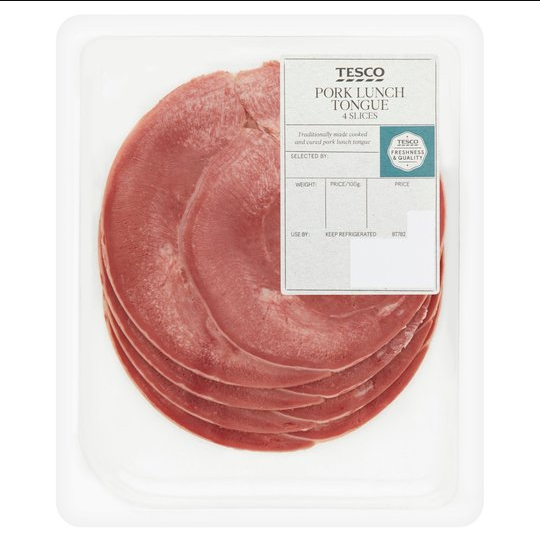 TESCO
PORK LUNCH
TONGUE
4 SLICES
Traditionally made cooked
and cured pork lunch tongue
SELECTED BY:
TESCO
FRESHNESS
& QUALITY
WEIGHT: PRICE/100g: PRICE
USE BY: KEEP REFRIGERATED BT782